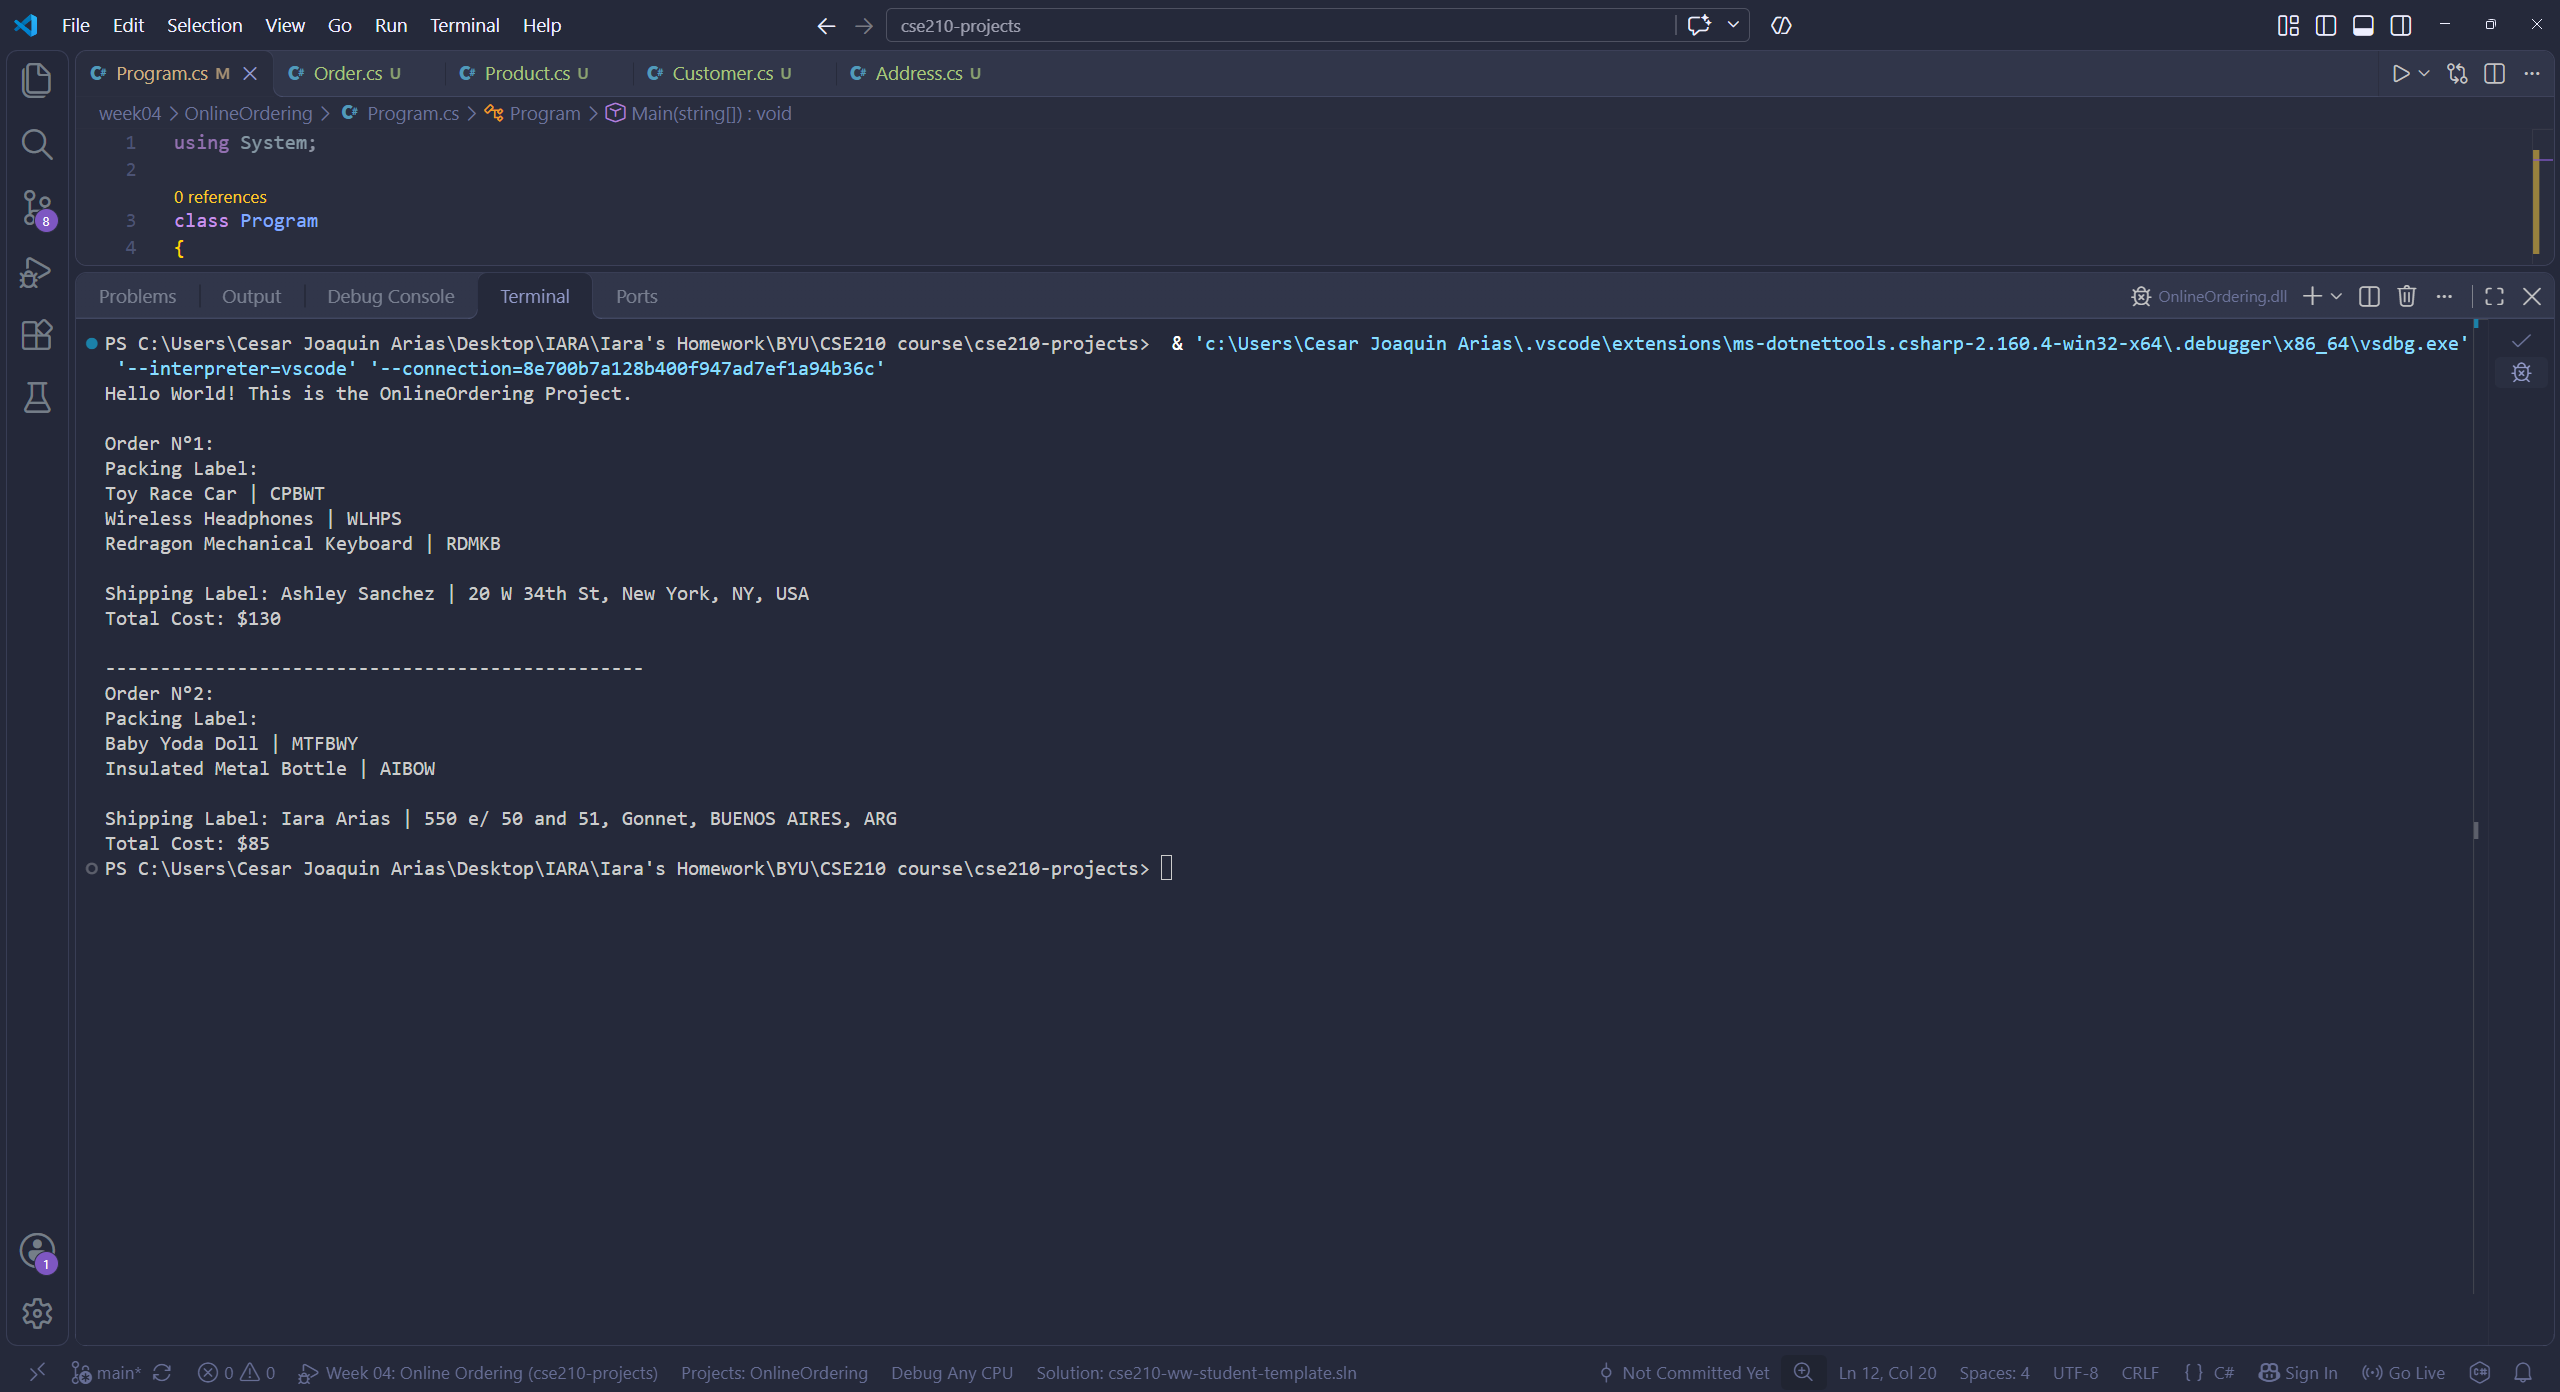 File Edit Selection View Go Run Terminal Help
cse210-projects
Program.cs M
Order.cs U
Product.cs U
Customer.cs U
Address.cs U
week04 > OnlineOrdering > Program.cs > Program > Main(string[]) : void
1 using System;
2
0 references
3 class Program
4 {
8
Problems Output Debug Console Terminal Ports
OnlineOrdering.dll
PS C:\Users\Cesar Joaquin Arias\Desktop\IARA\Iara's Homework\BYU\CSE210 course\cse210-projects>  & 'c:\Users\Cesar Joaquin Arias\.vscode\extensions\ms-dotnettools.csharp-2.160.4-win32-x64\.debugger\x86_64\vsdbg.exe'
'--interpreter=vscode' '--connection=8e700b7a128b400f947ad7ef1a94b36c'
Hello World! This is the OnlineOrdering Project.
Order N°1:
Packing Label:
Toy Race Car | CPBWT
Wireless Headphones | WLHPS
Redragon Mechanical Keyboard | RDMKB
Shipping Label: Ashley Sanchez | 20 W 34th St, New York, NY, USA
Total Cost: $130
-------------------------------------------------
Order N°2:
Packing Label:
Baby Yoda Doll | MTFBWY
Insulated Metal Bottle | AIBOW
Shipping Label: Iara Arias | 550 e/ 50 and 51, Gonnet, BUENOS AIRES, ARG
Total Cost: $85
PS C:\Users\Cesar Joaquin Arias\Desktop\IARA\Iara's Homework\BYU\CSE210 course\cse210-projects>
1
main* 0 0 Week 04: Online Ordering (cse210-projects) Projects: OnlineOrdering Debug Any CPU Solution: cse210-ww-student-template.sln Not Committed Yet Ln 12, Col 20 Spaces: 4 UTF-8 CRLF { } C# Sign In Go Live